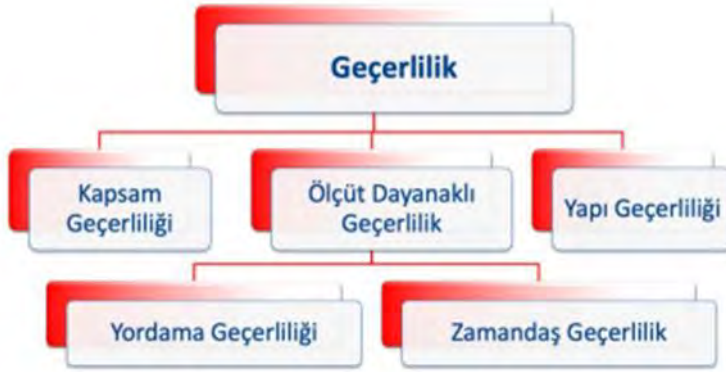 Geçerlilik
Kapsam
Geçerliliği
Ölçüt Dayanaklı
Geçerlilik
Yapı Geçerliliği
Yordama Geçerliliği
Zamandaş Geçerlilik